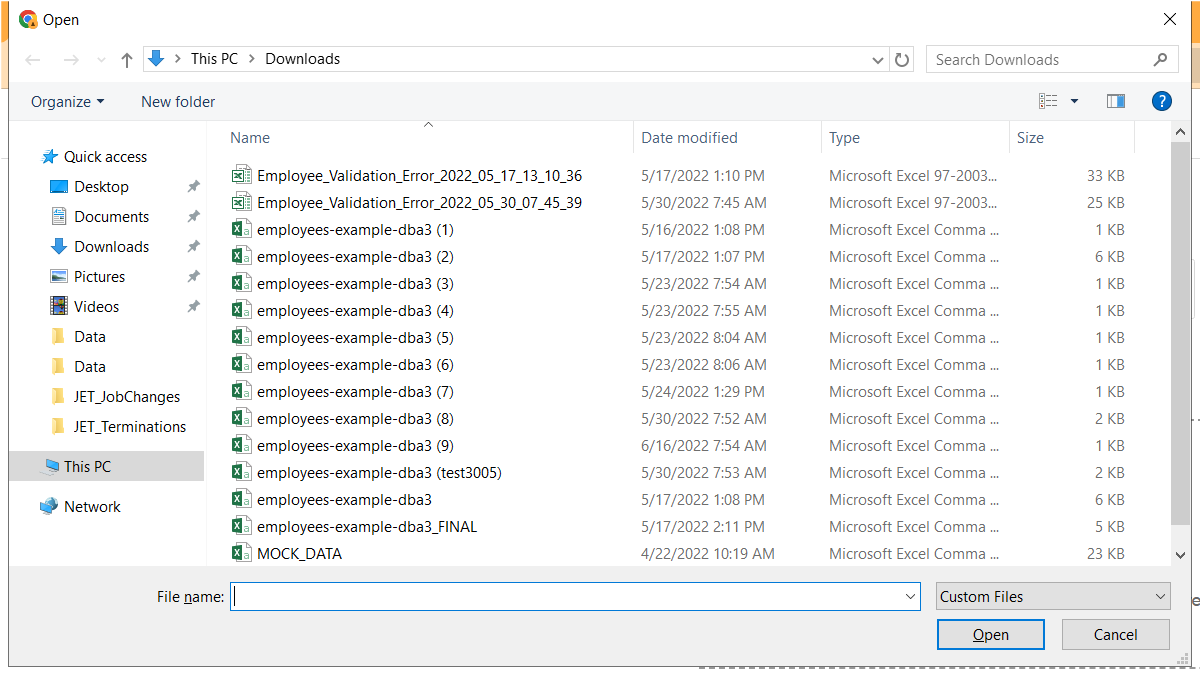 Open
This PC > Downloads
Search Downloads
Organize
New folder
?
Name Date modified Type Size
Quick access
Desktop
Documents
Downloads
Pictures
Videos
Data
Data
JET_JobChanges
JET_Terminations
This PC
Network
Employee_Validation_Error_2022_05_17_13_10_36 5/17/2022 1:10 PM Microsoft Excel 97-2003... 33 KB
Employee_Validation_Error_2022_05_30_07_45_39 5/30/2022 7:45 AM Microsoft Excel 97-2003... 25 KB
employees-example-dba3 (1) 5/16/2022 1:08 PM Microsoft Excel Comma ... 1 KB
employees-example-dba3 (2) 5/17/2022 1:07 PM Microsoft Excel Comma ... 6 KB
employees-example-dba3 (3) 5/23/2022 7:54 AM Microsoft Excel Comma ... 1 KB
employees-example-dba3 (4) 5/23/2022 7:55 AM Microsoft Excel Comma ... 1 KB
employees-example-dba3 (5) 5/23/2022 8:04 AM Microsoft Excel Comma ... 1 KB
employees-example-dba3 (6) 5/23/2022 8:06 AM Microsoft Excel Comma ... 1 KB
employees-example-dba3 (7) 5/24/2022 1:29 PM Microsoft Excel Comma ... 1 KB
employees-example-dba3 (8) 5/30/2022 7:52 AM Microsoft Excel Comma ... 2 KB
employees-example-dba3 (9) 6/16/2022 7:54 AM Microsoft Excel Comma ... 1 KB
employees-example-dba3 (test3005) 5/30/2022 7:53 AM Microsoft Excel Comma ... 2 KB
employees-example-dba3 5/17/2022 1:08 PM Microsoft Excel Comma ... 6 KB
employees-example-dba3_FINAL 5/17/2022 2:11 PM Microsoft Excel Comma ... 5 KB
MOCK_DATA 4/22/2022 10:19 AM Microsoft Excel Comma ... 23 KB
File name:
Custom Files
Open
Cancel